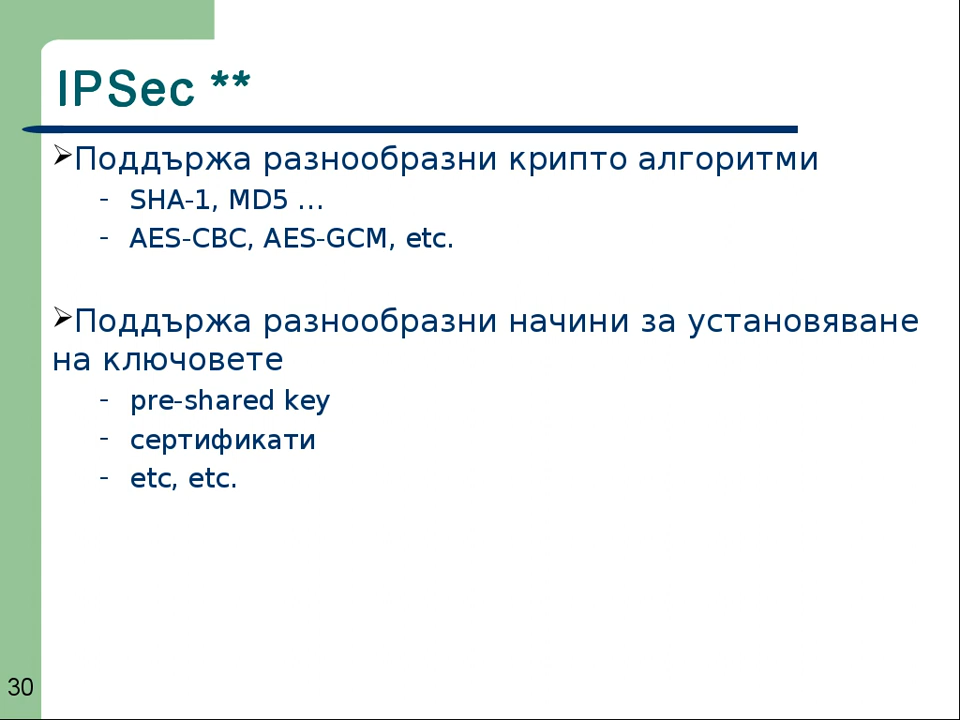 IPSec **
➢Поддържа разнообразни крипто алгоритми
- SHA-1, MD5 …
- AES-CBC, AES-GCM, etc.
➢Поддържа разнообразни начини за установяване
на ключовете
- pre-shared key
- сертификати
- etc, etc.
30